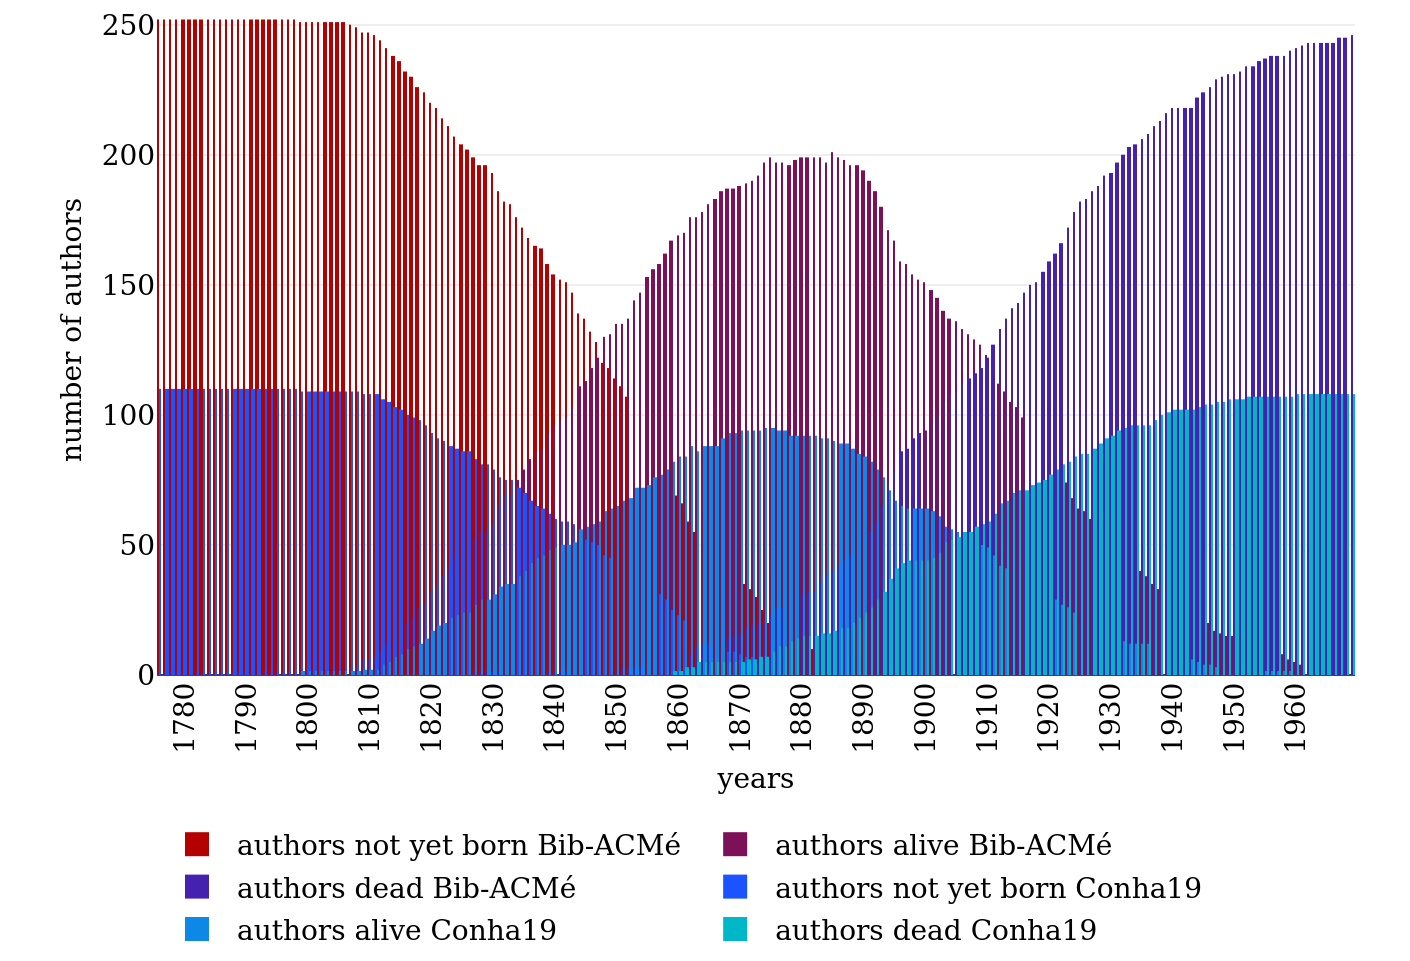 250
200
150
100
50
0
number of authors
1780 1790 1800 1810 1820 1830 1840 1850 1860 1870 1880 1890 1900 1910 1920 1930 1940 1950 1960
years
authors not yet born Bib-ACMé
authors alive Bib-ACMé
authors dead Bib-ACMé
authors not yet born Conha19
authors alive Conha19
authors dead Conha19